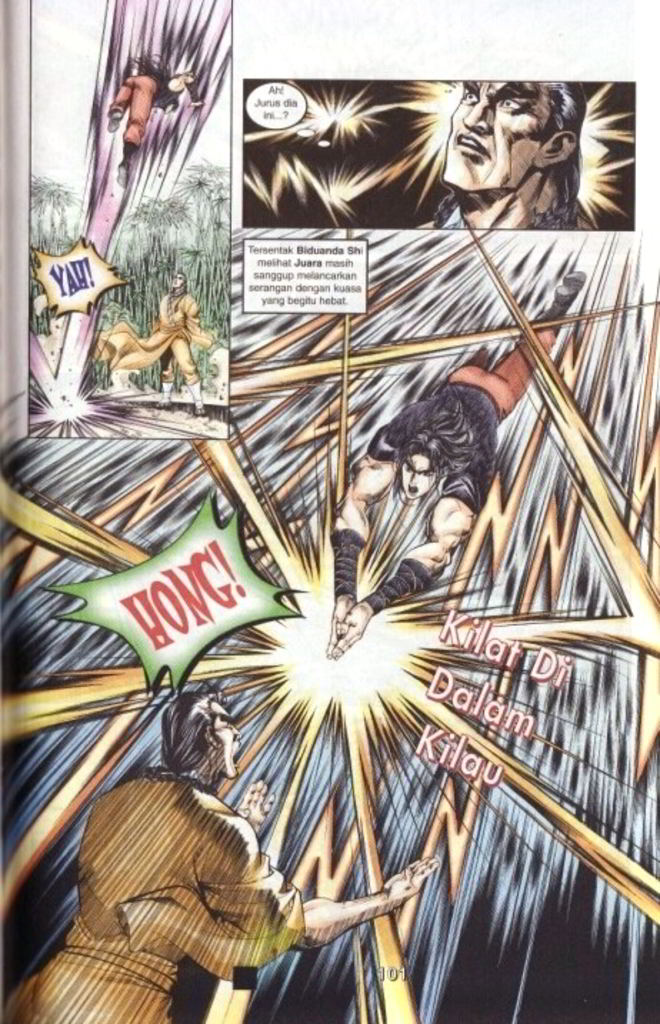 YAH!
Ah!
Jurus dia
ini...?
Tersentak Biduanda Shi
melihat Juara masih
sanggup melancarkan
serangan dengan kuasa
yang begitu hebat.
HONG!
Kilat Di
Dalam
Kilau
101